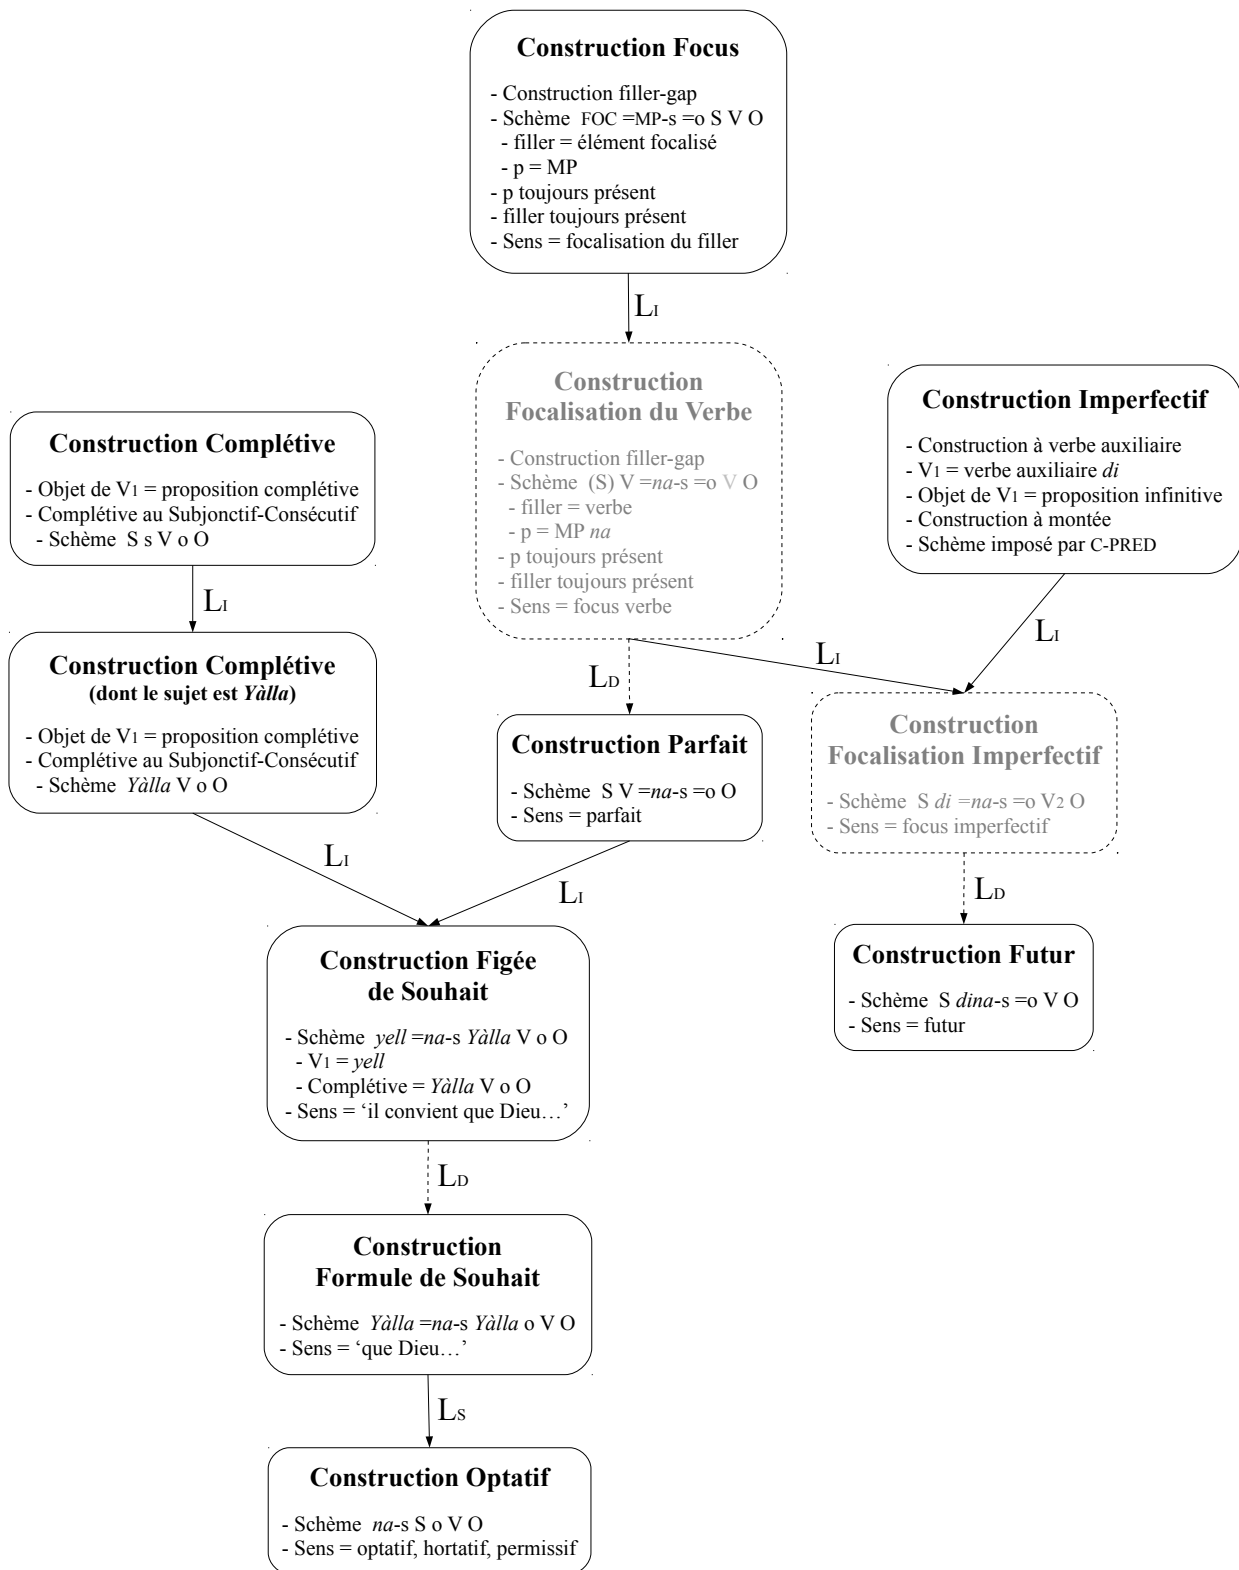 Construction Focus
- Construction filler-gap
- Schème FOC =MP-s =o S V O
- filler = élément focalisé
- p = MP
- p toujours présent
- filler toujours présent
- Sens = focalisation du filler
LI
Construction
Focalisation du Verbe
- Construction filler-gap
- Schème (S) V =na-s =o V O
- filler = verbe
- p = MP na
- p toujours présent
- filler toujours présent
- Sens = focus verbe
Construction Imperfectif
- Construction à verbe auxiliaire
- V1 = verbe auxiliaire di
- Objet de V1 = proposition infinitive
- Construction à montée
- Schème imposé par C-PRED
Construction Complétive
- Objet de V1 = proposition complétive
- Complétive au Subjonctif-Consécutif
- Schème S s V o O
LI
LI
LI
LD
Construction Complétive
(dont le sujet est Yàlla)
- Objet de V1 = proposition complétive
- Complétive au Subjonctif-Consécutif
- Schème Yàlla V o O
Construction Parfait
- Schème S V =na-s =o O
- Sens = parfait
Construction
Focalisation Imperfectif
- Schème S di =na-s =o V2 O
- Sens = focus imperfectif
LI
LI
LD
Construction Figée
de Souhait
- Schème yell =na-s Yàlla V o O
- V1 = yell
- Complétive = Yàlla V o O
- Sens = ‘il convient que Dieu…’
Construction Futur
- Schème S dina-s =o V O
- Sens = futur
LD
Construction
Formule de Souhait
- Schème Yàlla =na-s Yàlla o V O
- Sens = ‘que Dieu…’
LS
Construction Optatif
- Schème na-s S o V O
- Sens = optatif, hortatif, permissif